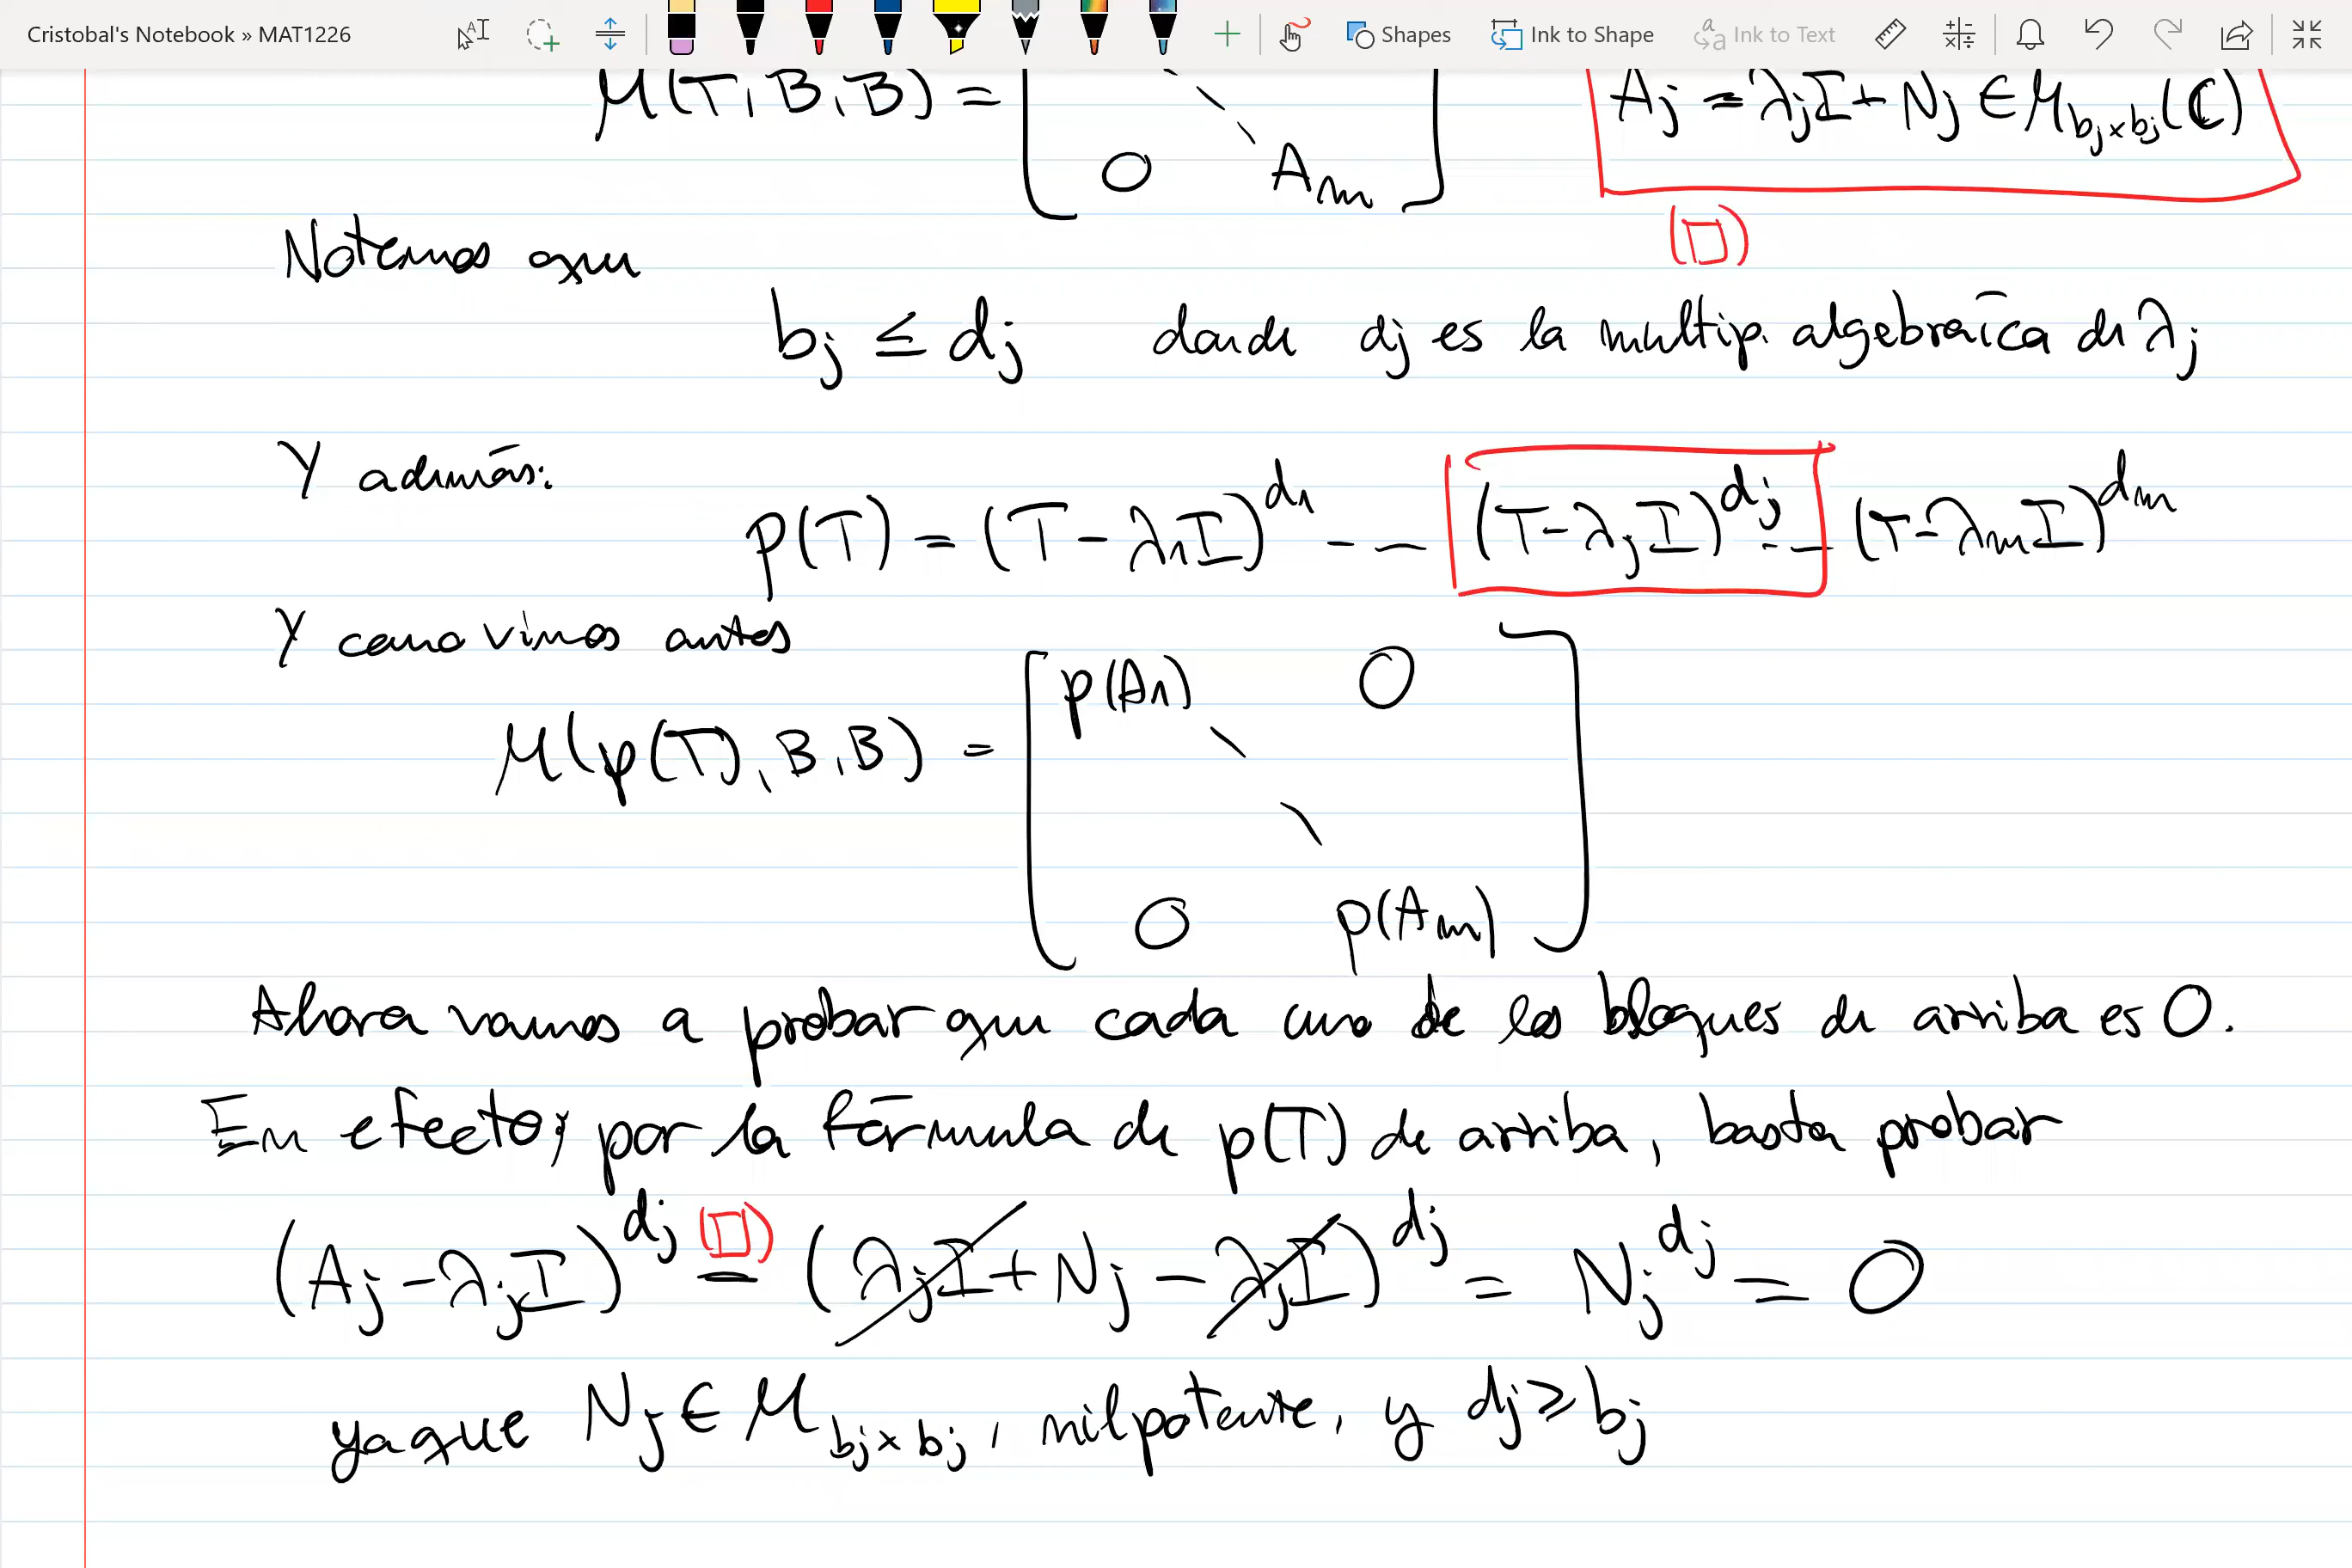 Cristobal's Notebook » MAT1226
Shapes Ink to Shape Ink to Text
M(T,B,B) = [ 0 \ Am ] Aj = λjI + Nj ∈ M bj×bj (ℂ)
(□)
Notemos que
bj ≤ dj donde dj es la multip. algebraica de λj
Y además:
p(T) = (T - λ1I)^d1 -- (T - λjI)^dj -- (T - λmI)^dm
Y como vimos antes
p(A1) 0
M(p(T),B,B) =
0 p(Am)
Ahora vamos a probar que cada uno de los bloques de arriba es 0.
En efecto, por la fórmula de p(T) de arriba, basta probar
(Aj - λjI)^dj (□) = (λjI + Nj - λjI)^dj = Nj^dj = 0
ya que Nj ∈ M bj×bj, nilpotente, y dj ≥ bj